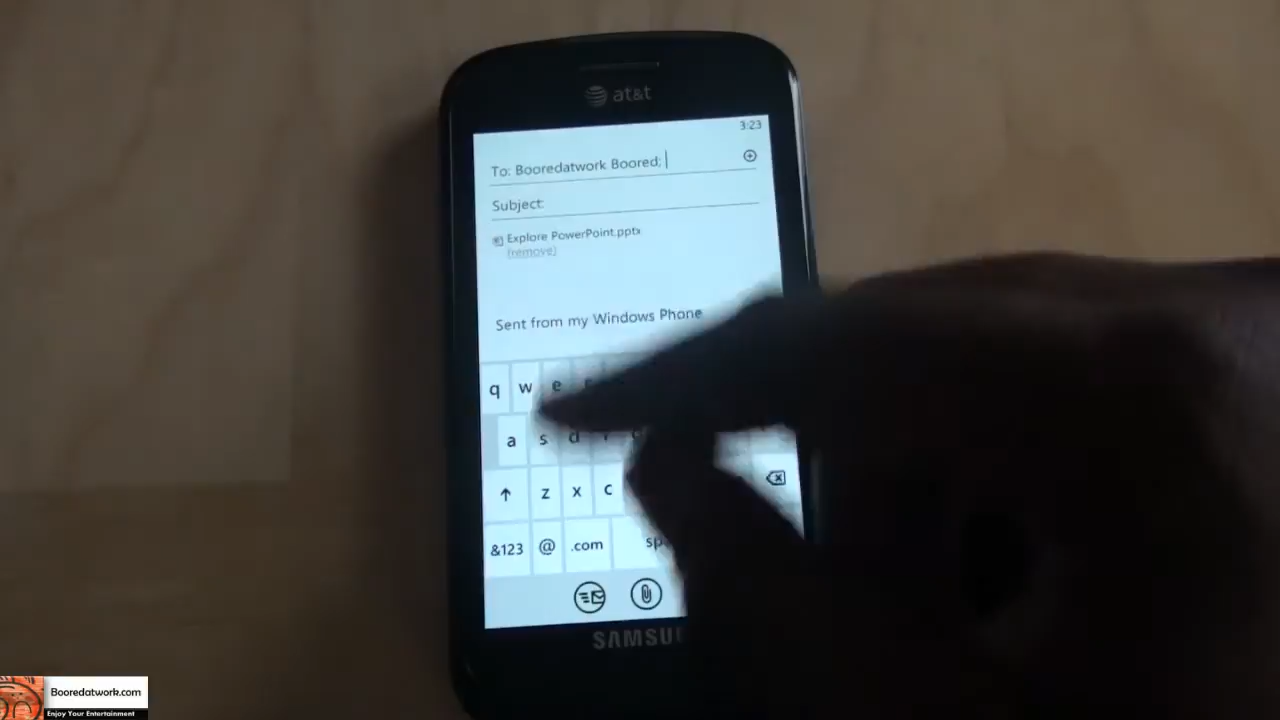 at&t
3:23
To: Booredatwork Boored;
Subject:
Explore PowerPoint.pptx
(remove)
Sent from my Windows Phone
q w e
a s d f
z x c
&123 @ .com
Booredatwork.com
Enjoy Your Entertainment